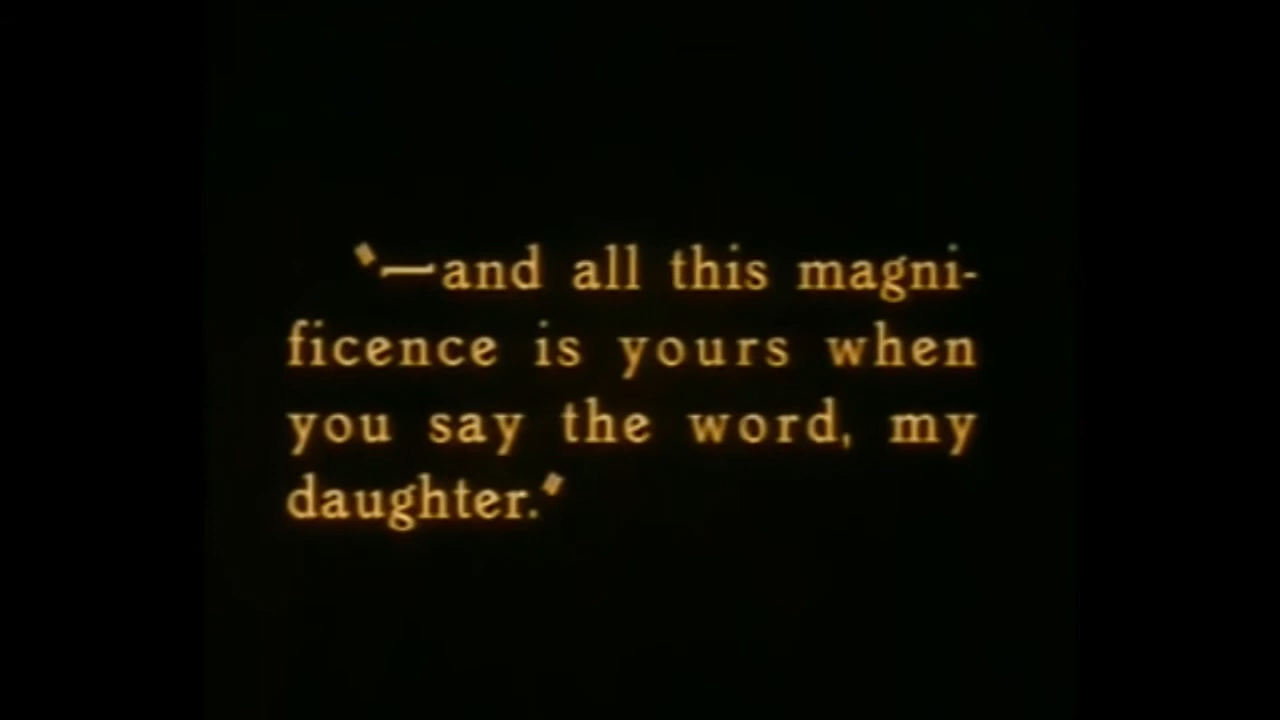 "—and all this magni-
ficence is yours when
you say the word, my
daughter."